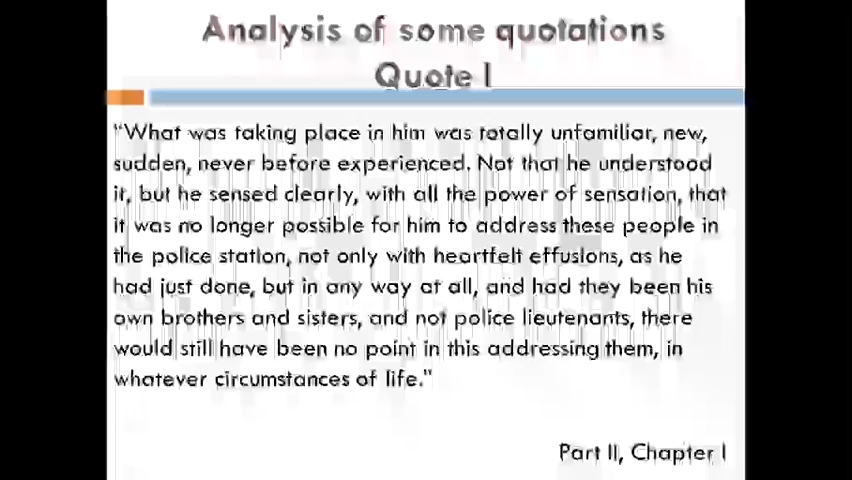 Analysis of some quotations
Quote I
"What was taking place in him was totally unfamiliar, new,
sudden, never before experienced. Not that he understood
it, but he sensed clearly, with all the power of sensation, that
it was no longer possible for him to address these people in
the police station, not only with heartfelt effusions, as he
had just done, but in any way at all, and had they been his
own brothers and sisters, and not police lieutenants, there
would still have been no point in this addressing them, in
whatever circumstances of life."
Part II, Chapter I